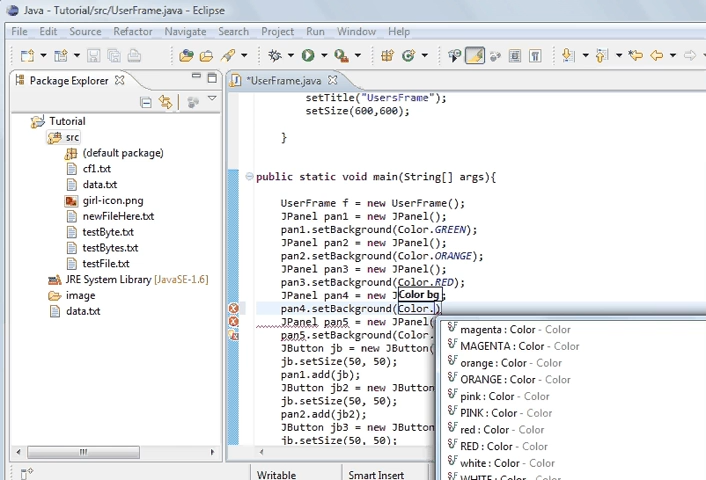 Java - Tutorial/src/UserFrame.java - Eclipse
File Edit Source Refactor Navigate Search Project Run Window Help
Package Explorer
*UserFrame.java
Tutorial
src
(default package)
cf1.txt
data.txt
girl-icon.png
newFileHere.txt
testByte.txt
testBytes.txt
testFile.txt
JRE System Library [JavaSE-1.6]
image
data.txt
setTitle("UsersFrame");
setSize(600,600);
}
public static void main(String[] args){
UserFrame f = new UserFrame();
JPanel pan1 = new JPanel();
pan1.setBackground(Color.GREEN);
JPanel pan2 = new JPanel();
pan2.setBackground(Color.ORANGE);
JPanel pan3 = new JPanel();
pan3.setBackground(Color.RED);
JPanel pan4 = new J
Color bg
;
pan4.setBackground(Color.)
JPanel pan5 = new JPanel(
pan5.setBackground(Color.
JButton jb = new JButton(
jb.setSize(50, 50);
pan1.add(jb);
JButton jb2 = new JButto
jb.setSize(50, 50);
pan2.add(jb2);
JButton jb3 = new JButto
jb.setSize(50, 50);
magenta : Color - Color
MAGENTA : Color - Color
orange : Color - Color
ORANGE : Color - Color
pink : Color - Color
PINK : Color - Color
red : Color - Color
RED : Color - Color
white : Color - Color
WHITE : Color - Color
Writable
Smart Insert